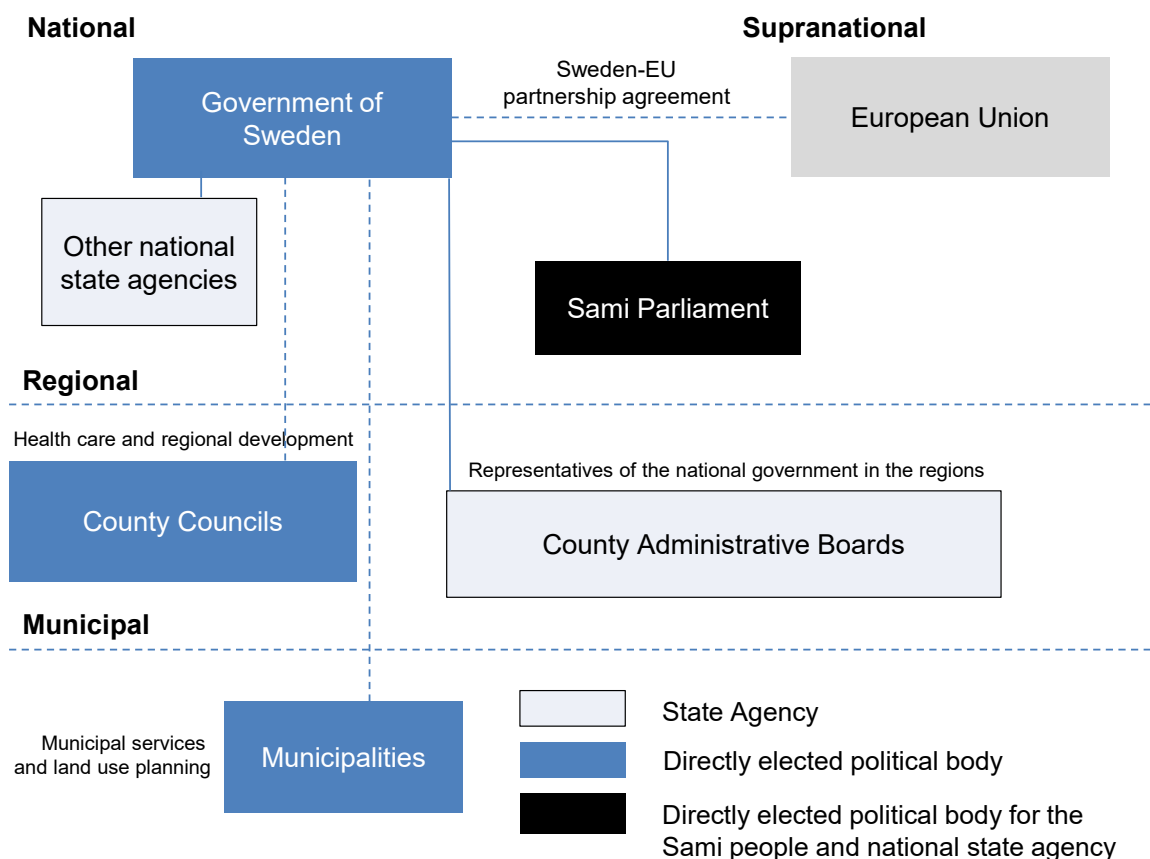 National
Supranational
Government of
Sweden
Sweden-EU
partnership agreement
European Union
Other national
state agencies
Sami Parliament
Regional
Health care and regional development
County Councils
Representatives of the national government in the regions
County Administrative Boards
Municipal
Municipal services
and land use planning
Municipalities
State Agency
Directly elected political body
Directly elected political body for the
Sami people and national state agency